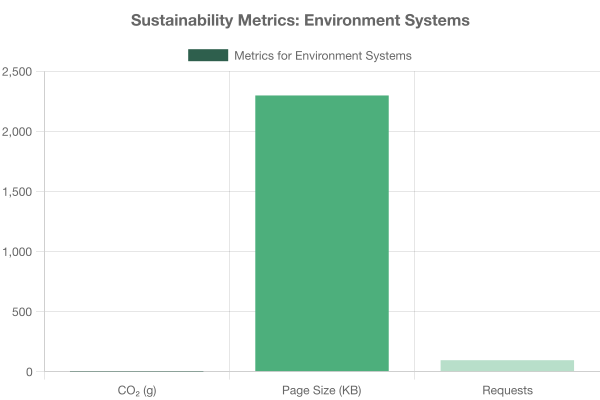 Sustainability Metrics: Environment Systems
Metrics for Environment Systems
2,500
2,000
1,500
1,000
500
0
CO₂ (g)
Page Size (KB)
Requests